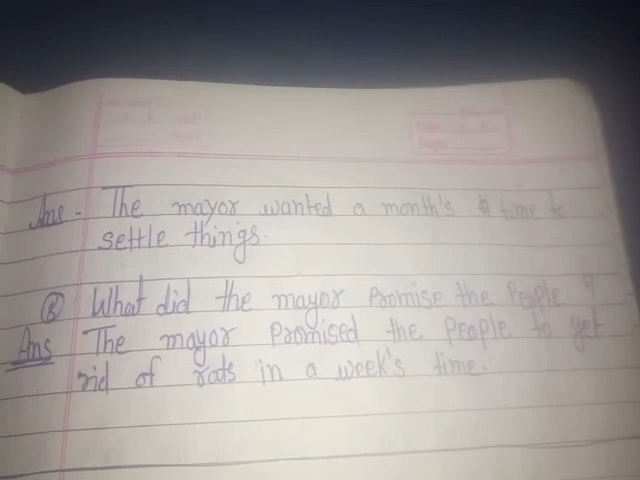 Ans - The mayor wanted a month's time to
settle things.
(B) What did the mayor promise the People ?
Ans The mayor promised the people to get
rid of rats in a week's time.